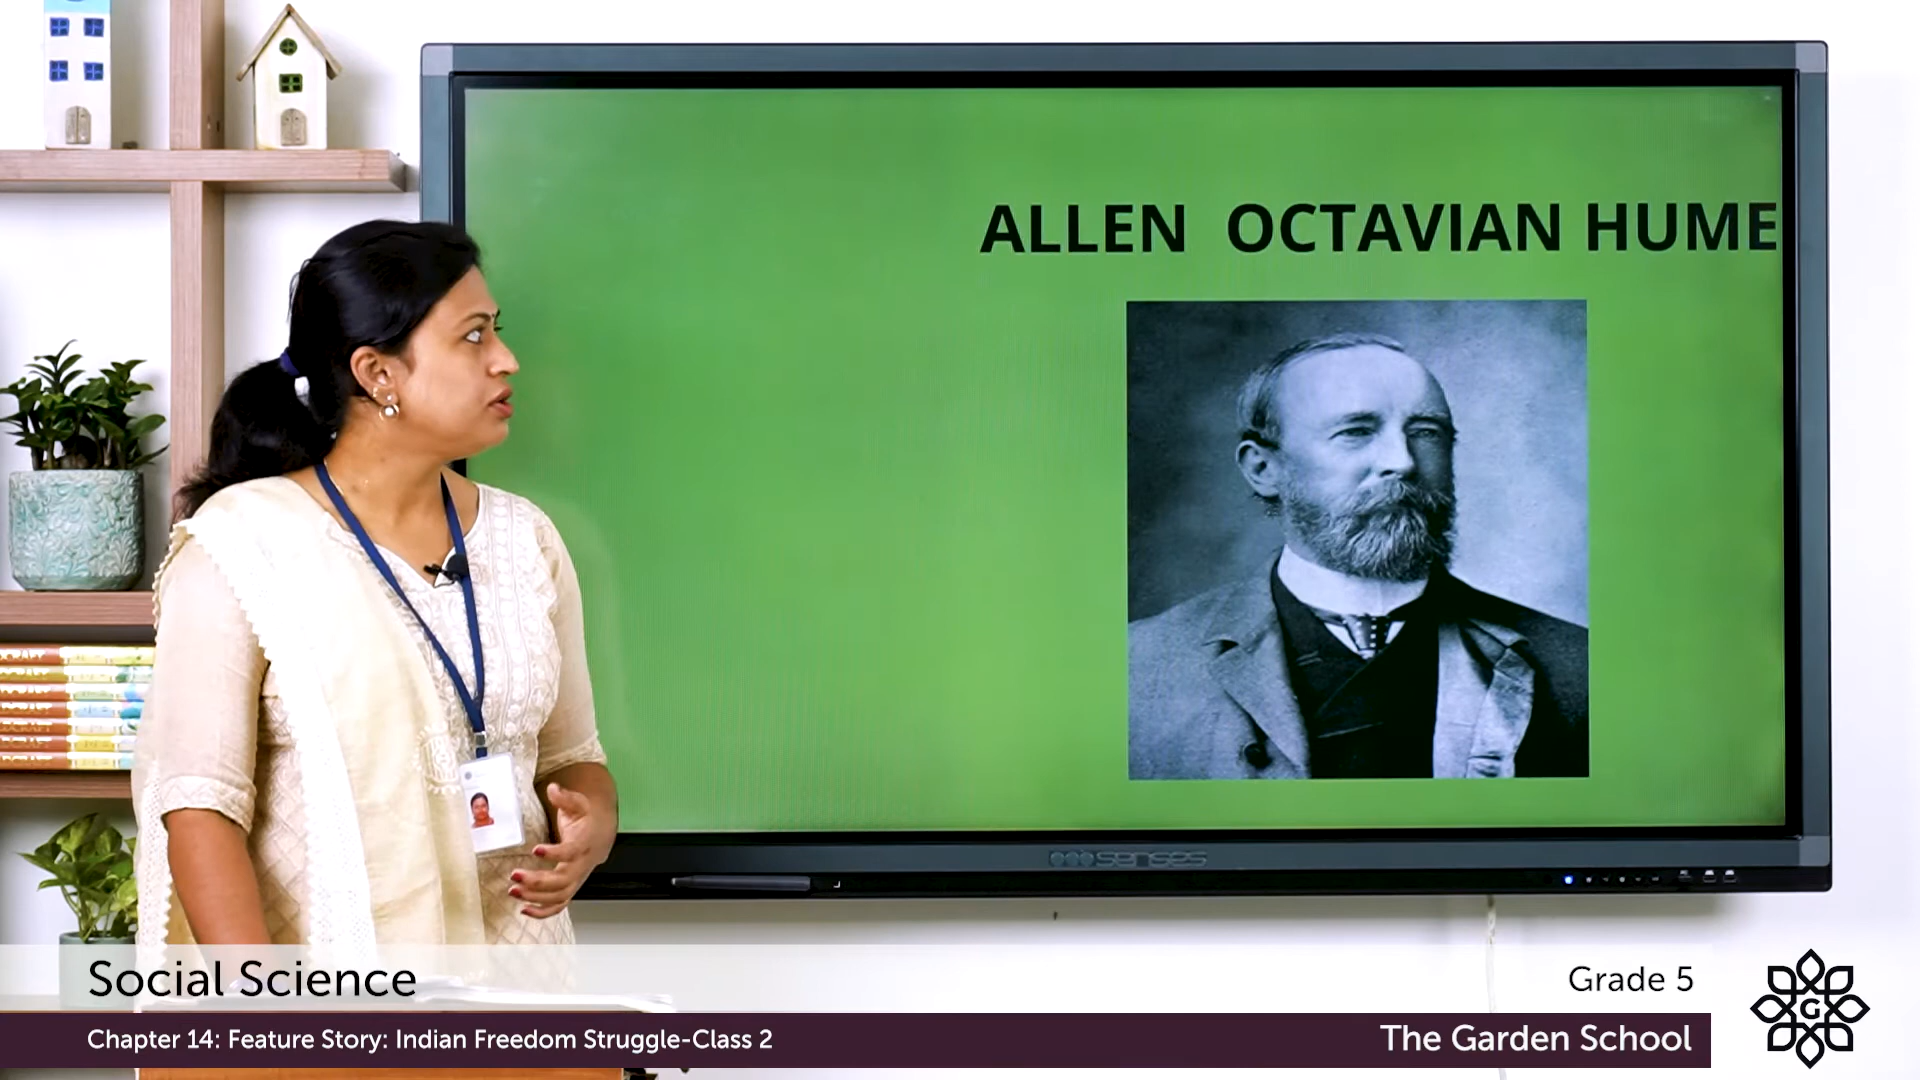 ALLEN OCTAVIAN HUME
senses
Social Science
Grade 5
Chapter 14: Feature Story: Indian Freedom Struggle-Class 2
The Garden School
G